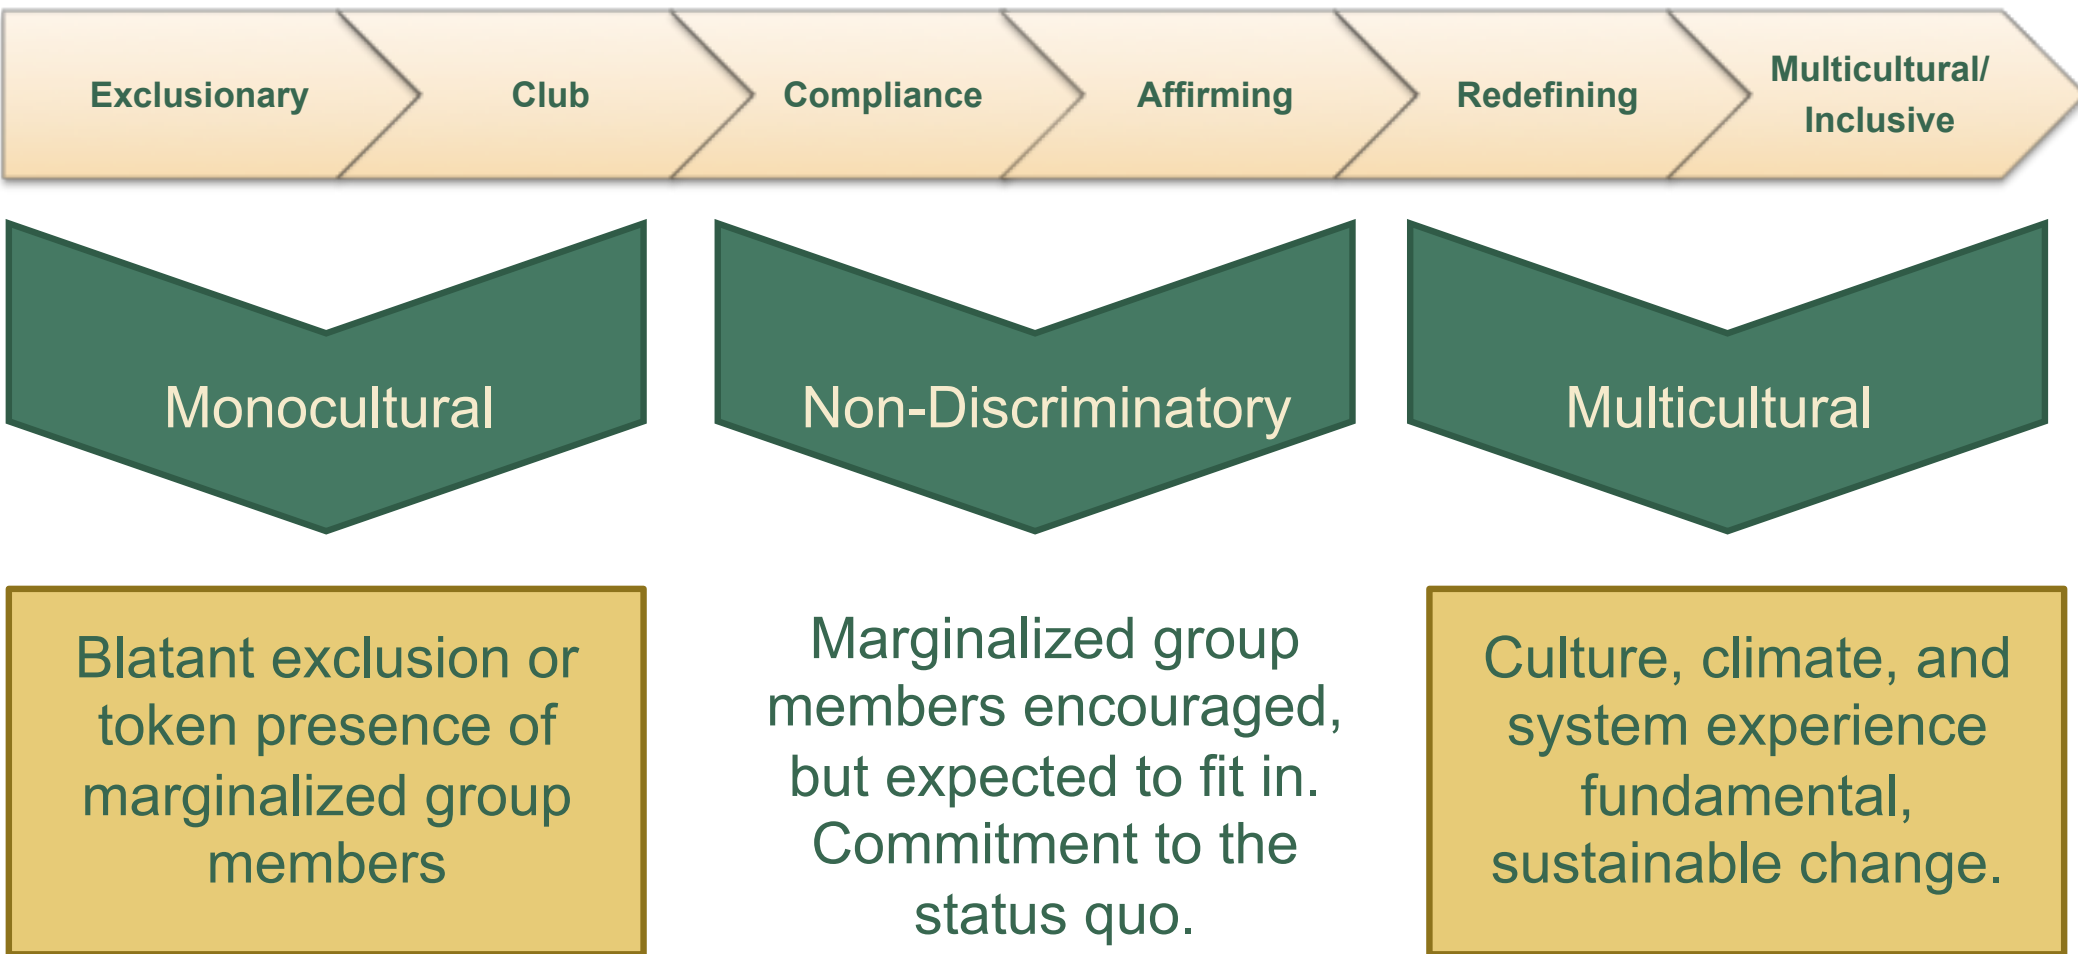 Exclusionary
Club
Compliance
Affirming
Redefining
Multicultural/
Inclusive
Monocultural
Non-Discriminatory
Multicultural
Blatant exclusion or
token presence of
marginalized group
members
Marginalized group
members encouraged,
but expected to fit in.
Commitment to the
status quo.
Culture, climate, and
system experience
fundamental,
sustainable change.